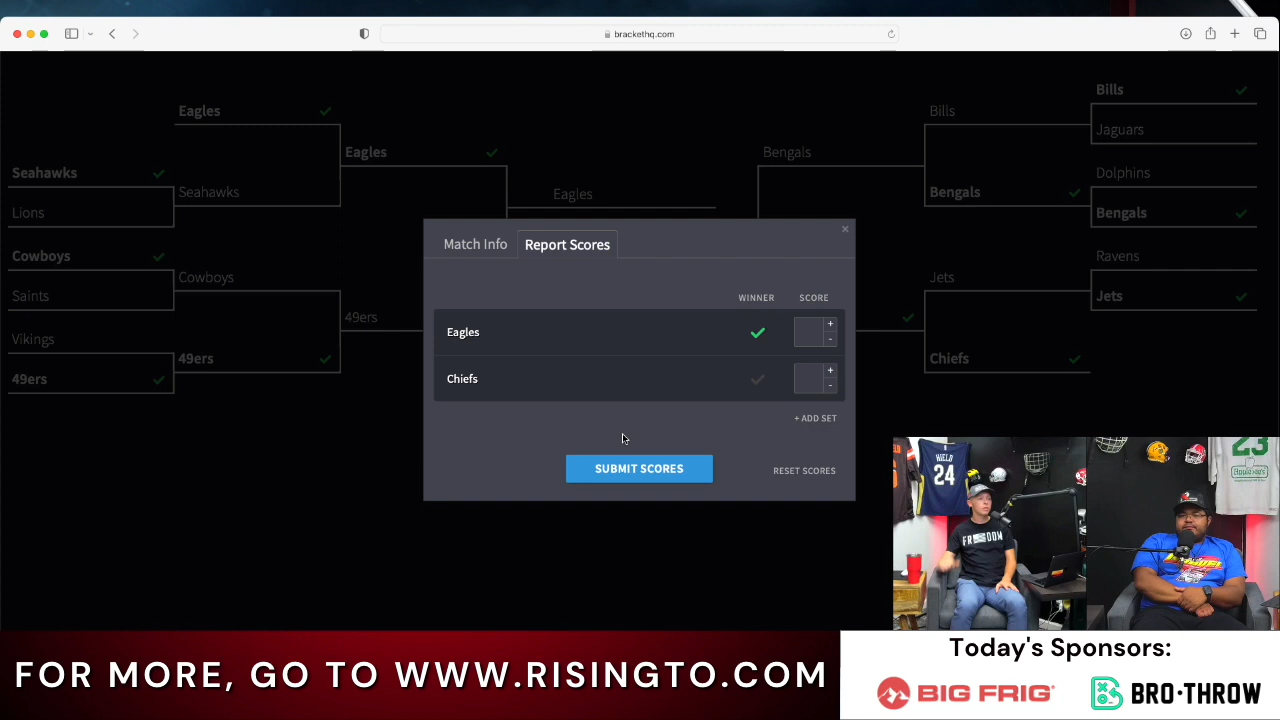 brackethq.com
Eagles
Seahawks
Seahawks
Lions
Eagles
Cowboys
Cowboys
Saints
Vikings
49ers
49ers
49ers
Eagles
Bengals
Bills
Bengals
Bills
Jaguars
Dolphins
Bengals
Jets
Chiefs
Ravens
Jets
Match Info
Report Scores
×
WINNER SCORE
Eagles
+
-
Chiefs
+
-
+ ADD SET
SUBMIT SCORES
RESET SCORES
HIELD
24
FREEDOM
23
FOR MORE, GO TO WWW.RISINGTO.COM
Today's Sponsors:
BIG FRIG
BRO·THROW